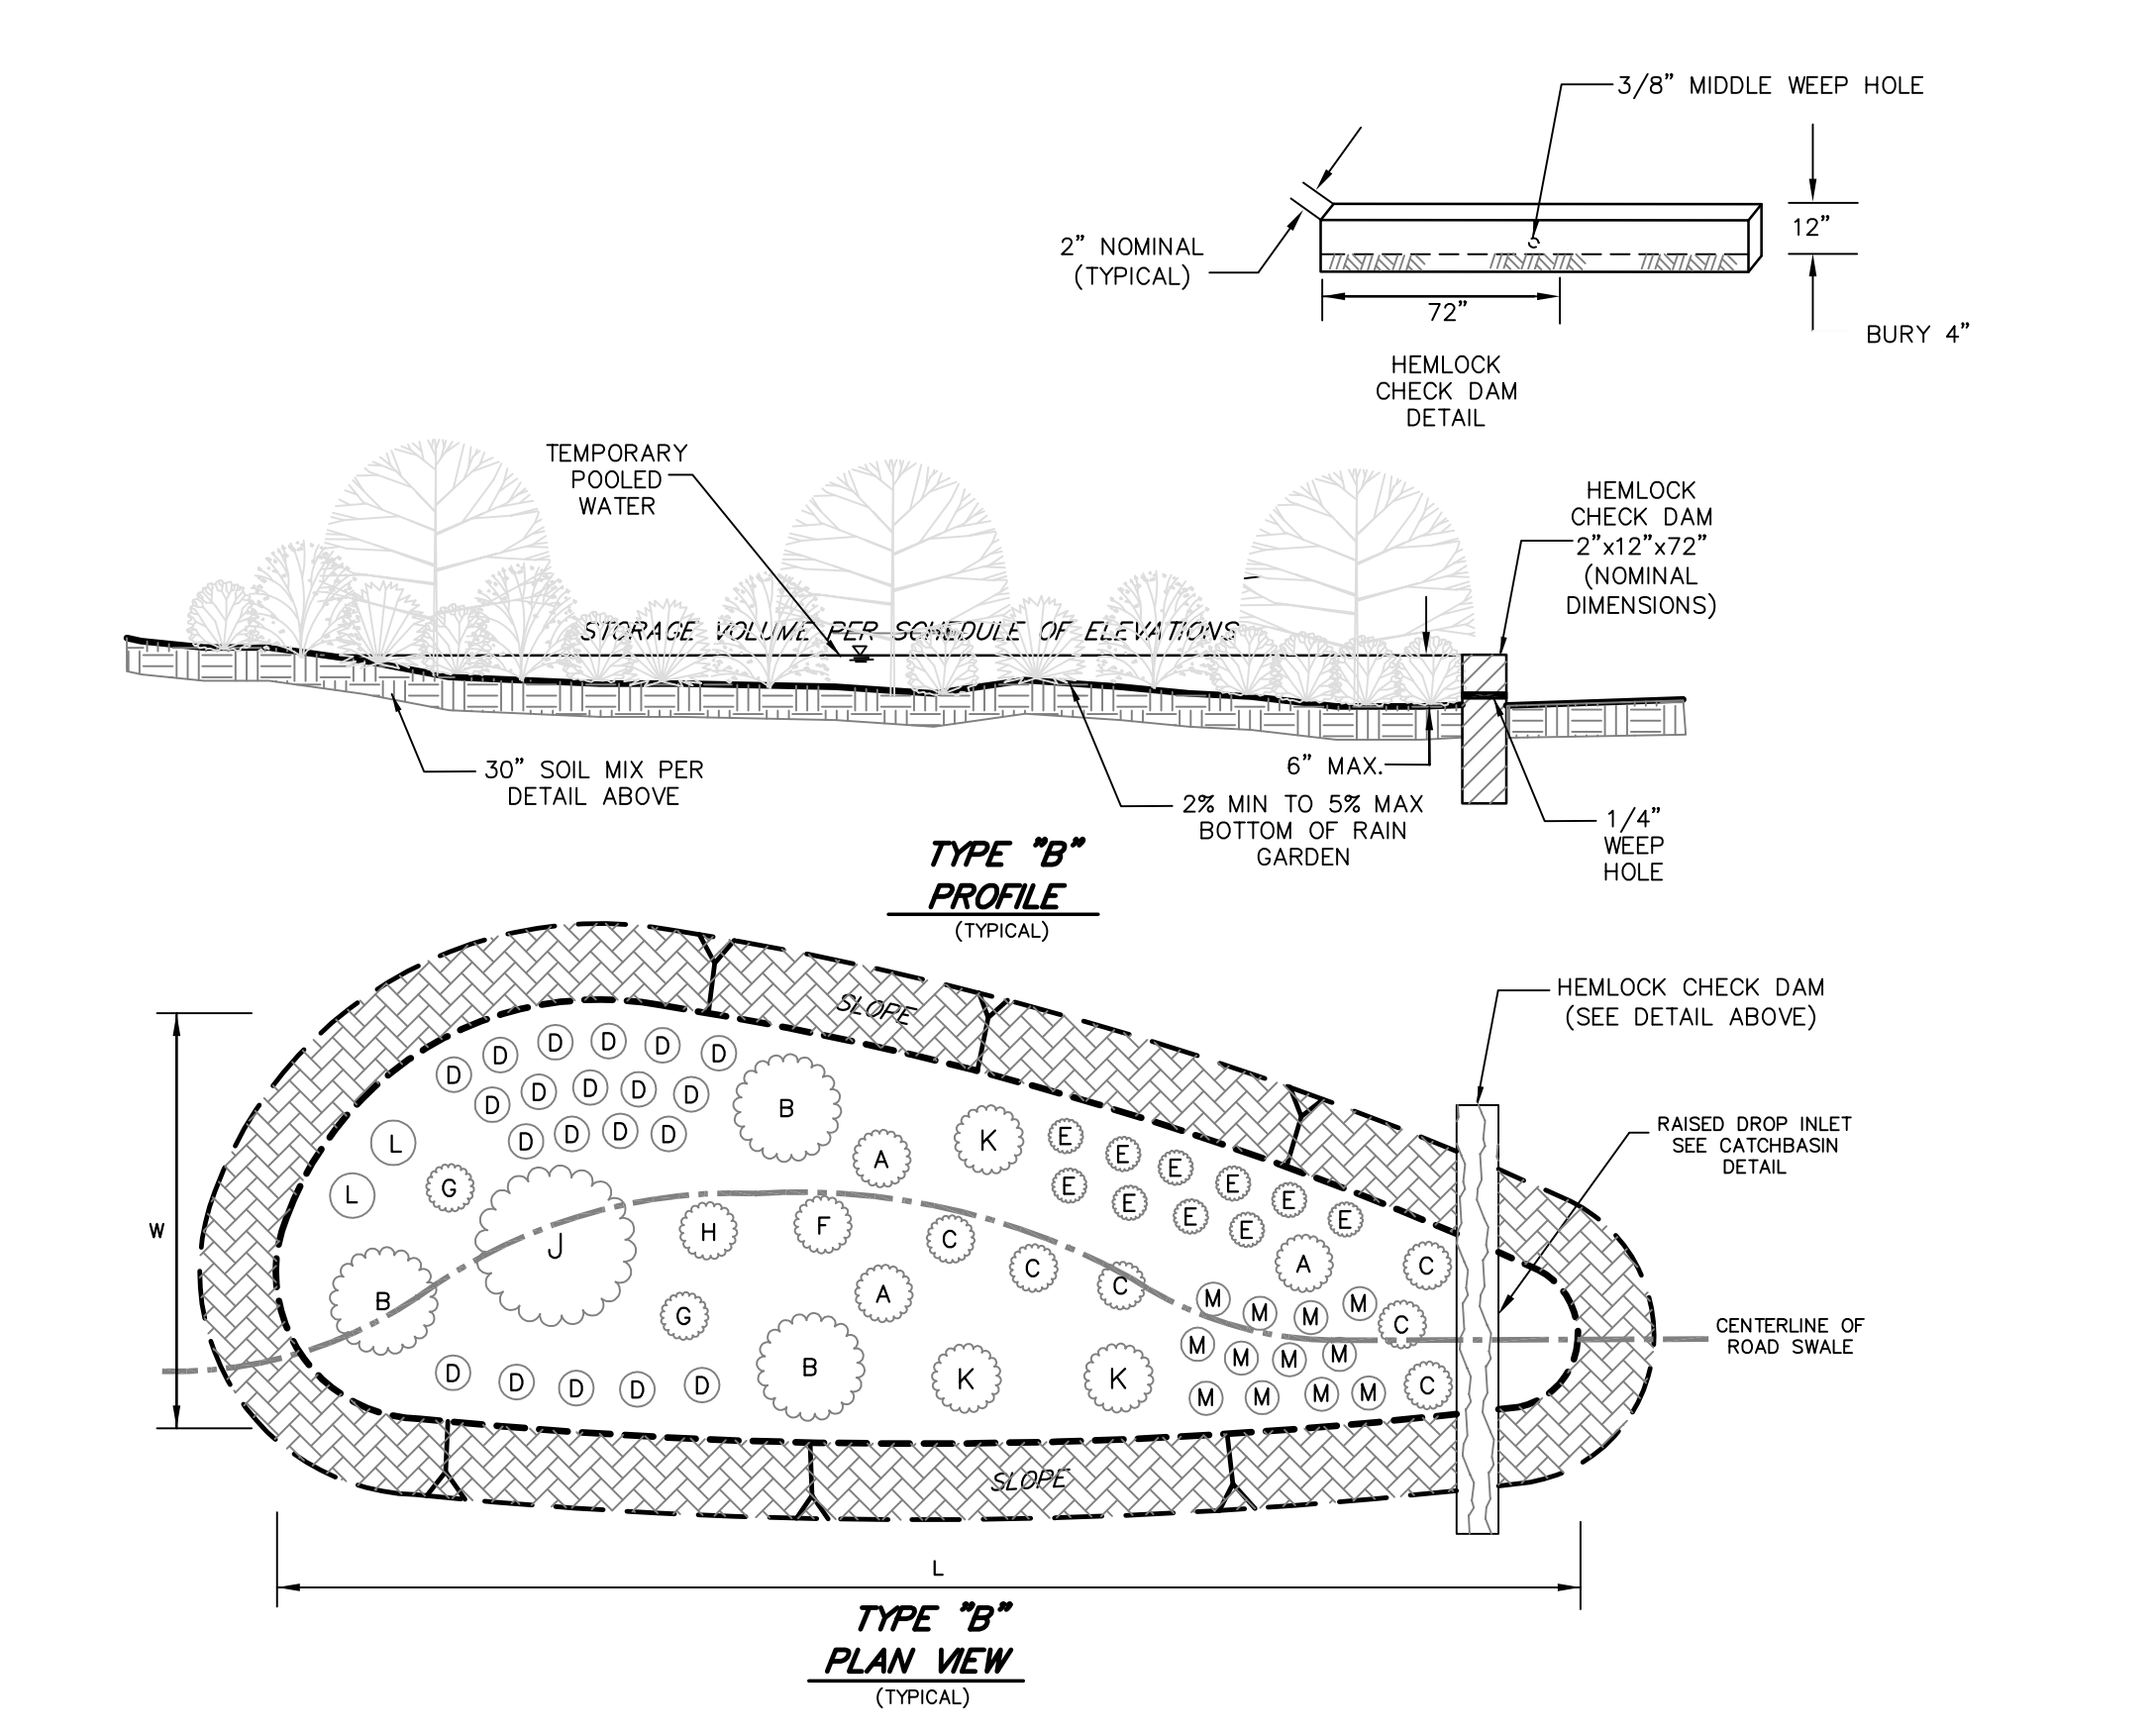 3/8” MIDDLE WEEP HOLE
2” NOMINAL
(TYPICAL)
12”
72”
BURY 4”
HEMLOCK
CHECK DAM
DETAIL
TEMPORARY
POOLED
WATER
HEMLOCK
CHECK DAM
2”x12”x72”
(NOMINAL
DIMENSIONS)
STORAGE VOLUME PER SCHEDULE OF ELEVATIONS
30” SOIL MIX PER
DETAIL ABOVE
6” MAX.
2% MIN TO 5% MAX
BOTTOM OF RAIN
GARDEN
1/4”
WEEP
HOLE
TYPE "B"
PROFILE
(TYPICAL)
HEMLOCK CHECK DAM
(SEE DETAIL ABOVE)
RAISED DROP INLET
SEE CATCHBASIN
DETAIL
CENTERLINE OF
ROAD SWALE
SLOPE
D D D D D D
D D D D D
D D D D
B
L
L
G
J
B
A
K
E E E E E E
E E E E
H
F
C
C
C
A
C
G
A
M M M M
C
M M M M
B
K
K
D D D D D
M M M M
C
W
SLOPE
L
TYPE "B"
PLAN VIEW
(TYPICAL)